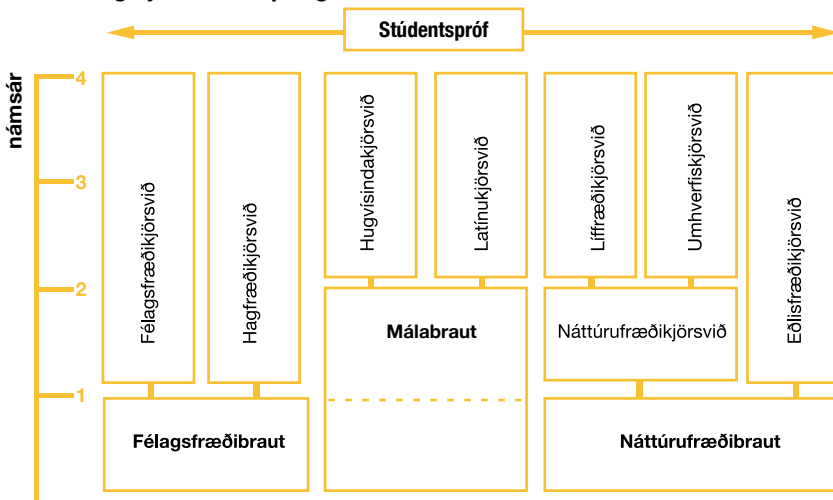 Stúdentspróf
námsár
4
3
2
1
Félagsfræðikjörsvið
Hagfræðikjörsvið
Hugvísindakjörsvið
Latínukjörsvið
Líffræðikjörsvið
Umhverfiskjörsvið
Eðlisfræðikjörsvið
Málabraut
Náttúrufræðikjörsvið
Félagsfræðibraut
Náttúrufræðibraut